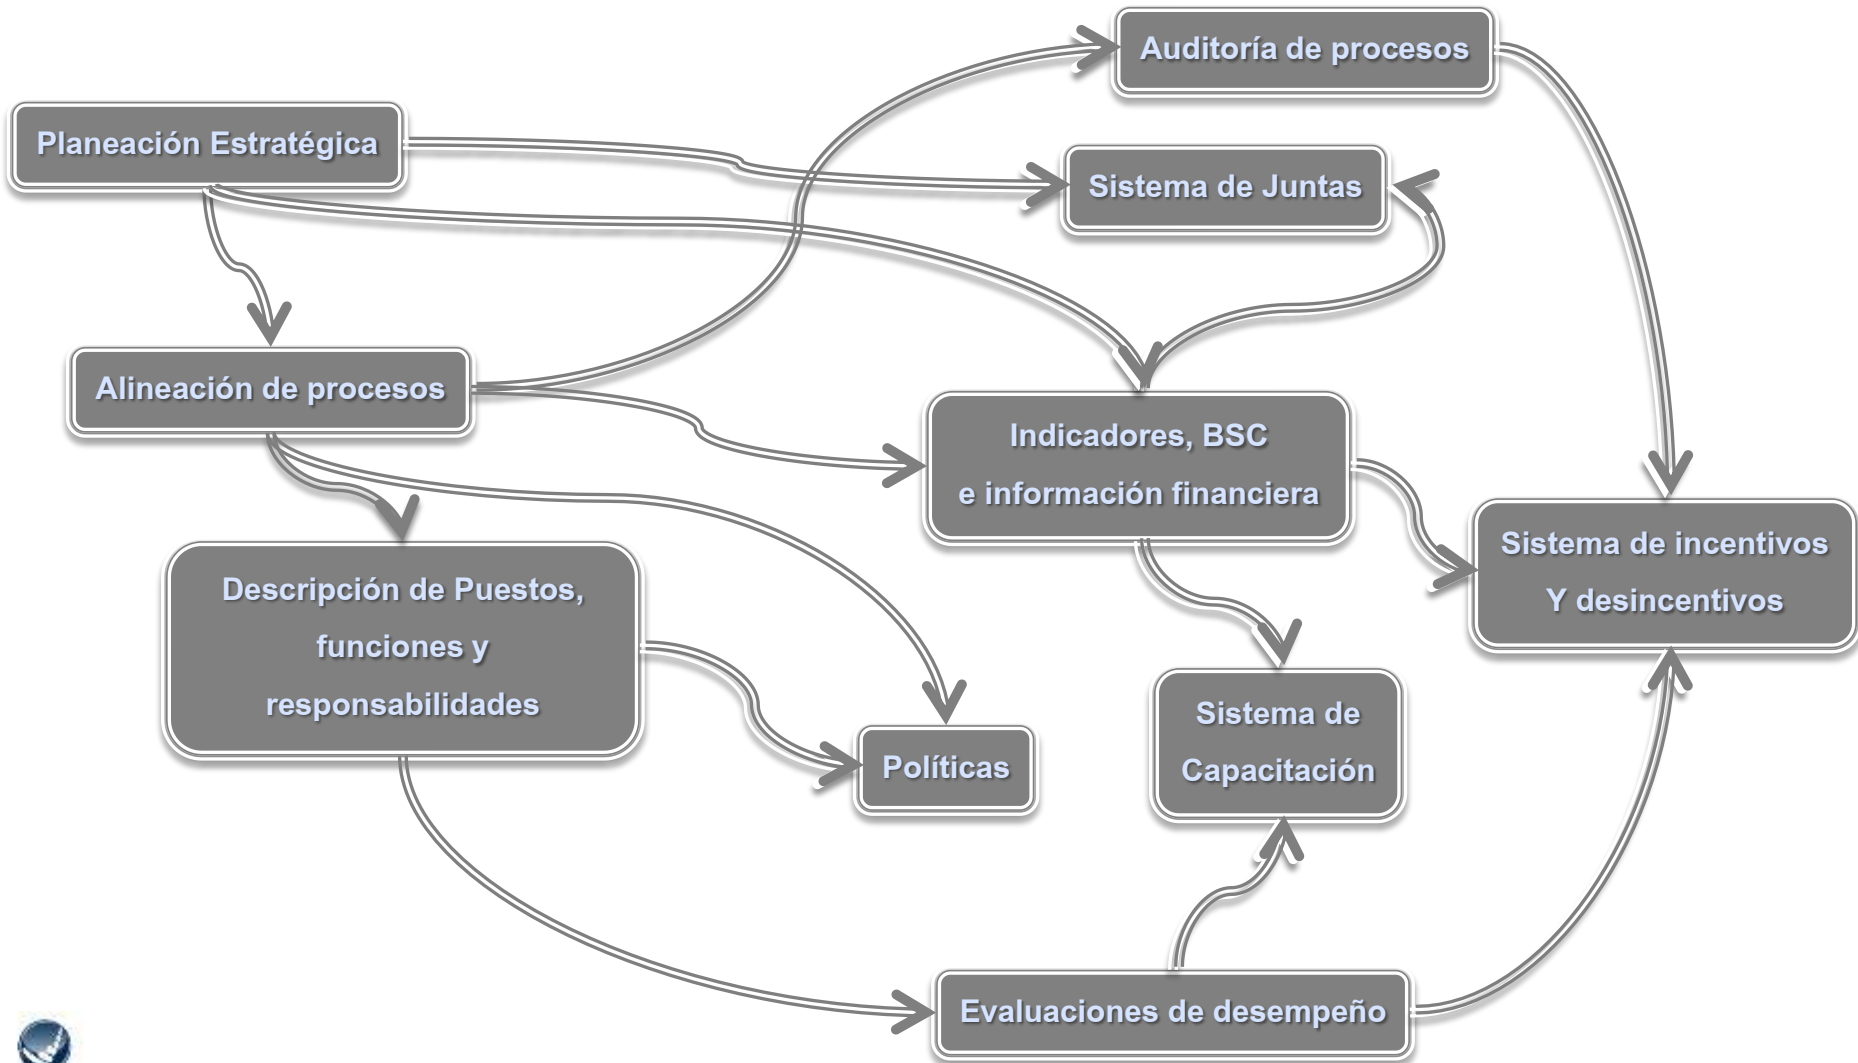 Auditoría de procesos
Planeación Estratégica
Sistema de Juntas
Alineación de procesos
Indicadores, BSC
e información financiera
Sistema de incentivos
Y desincentivos
Descripción de Puestos,
funciones y
responsabilidades
Políticas
Sistema de
Capacitación
Evaluaciones de desempeño